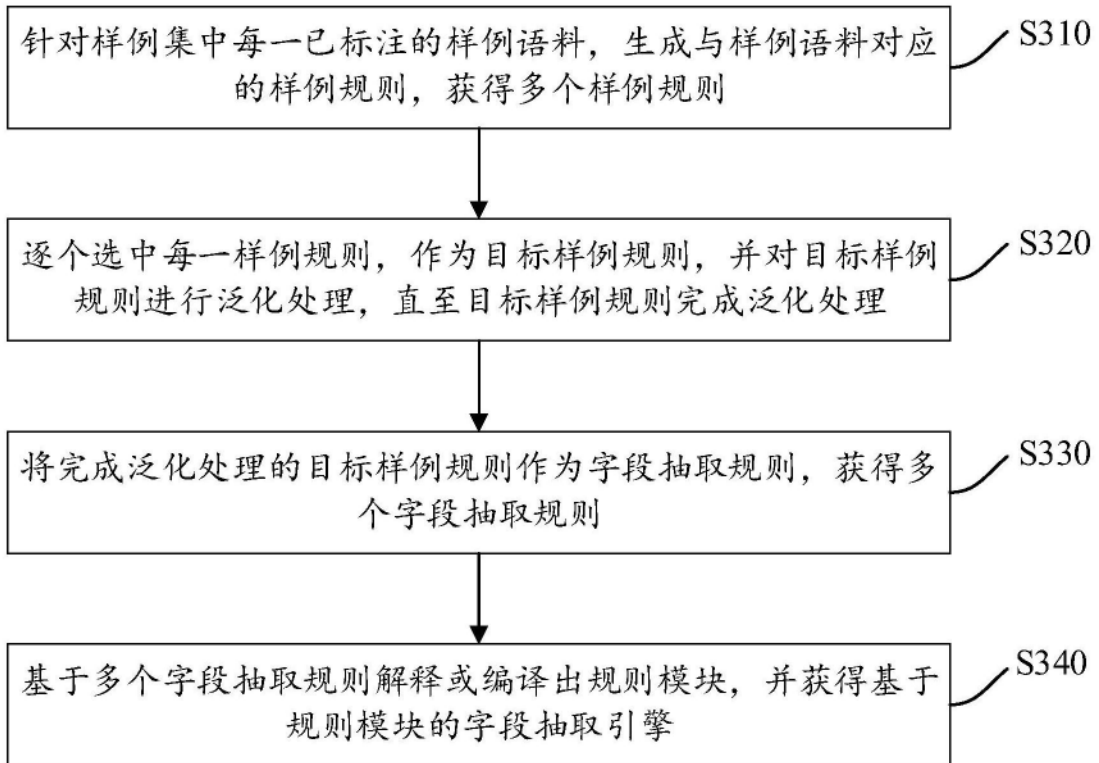 针对样例集中每一已标注的样例语料，生成与样例语料对应
的样例规则，获得多个样例规则
S310
逐个选中每一样例规则，作为目标样例规则，并对目标样例
规则进行泛化处理，直至目标样例规则完成泛化处理
S320
将完成泛化处理的目标样例规则作为字段抽取规则，获得多
个字段抽取规则
S330
基于多个字段抽取规则解释或编译出规则模块，并获得基于
规则模块的字段抽取引擎
S340